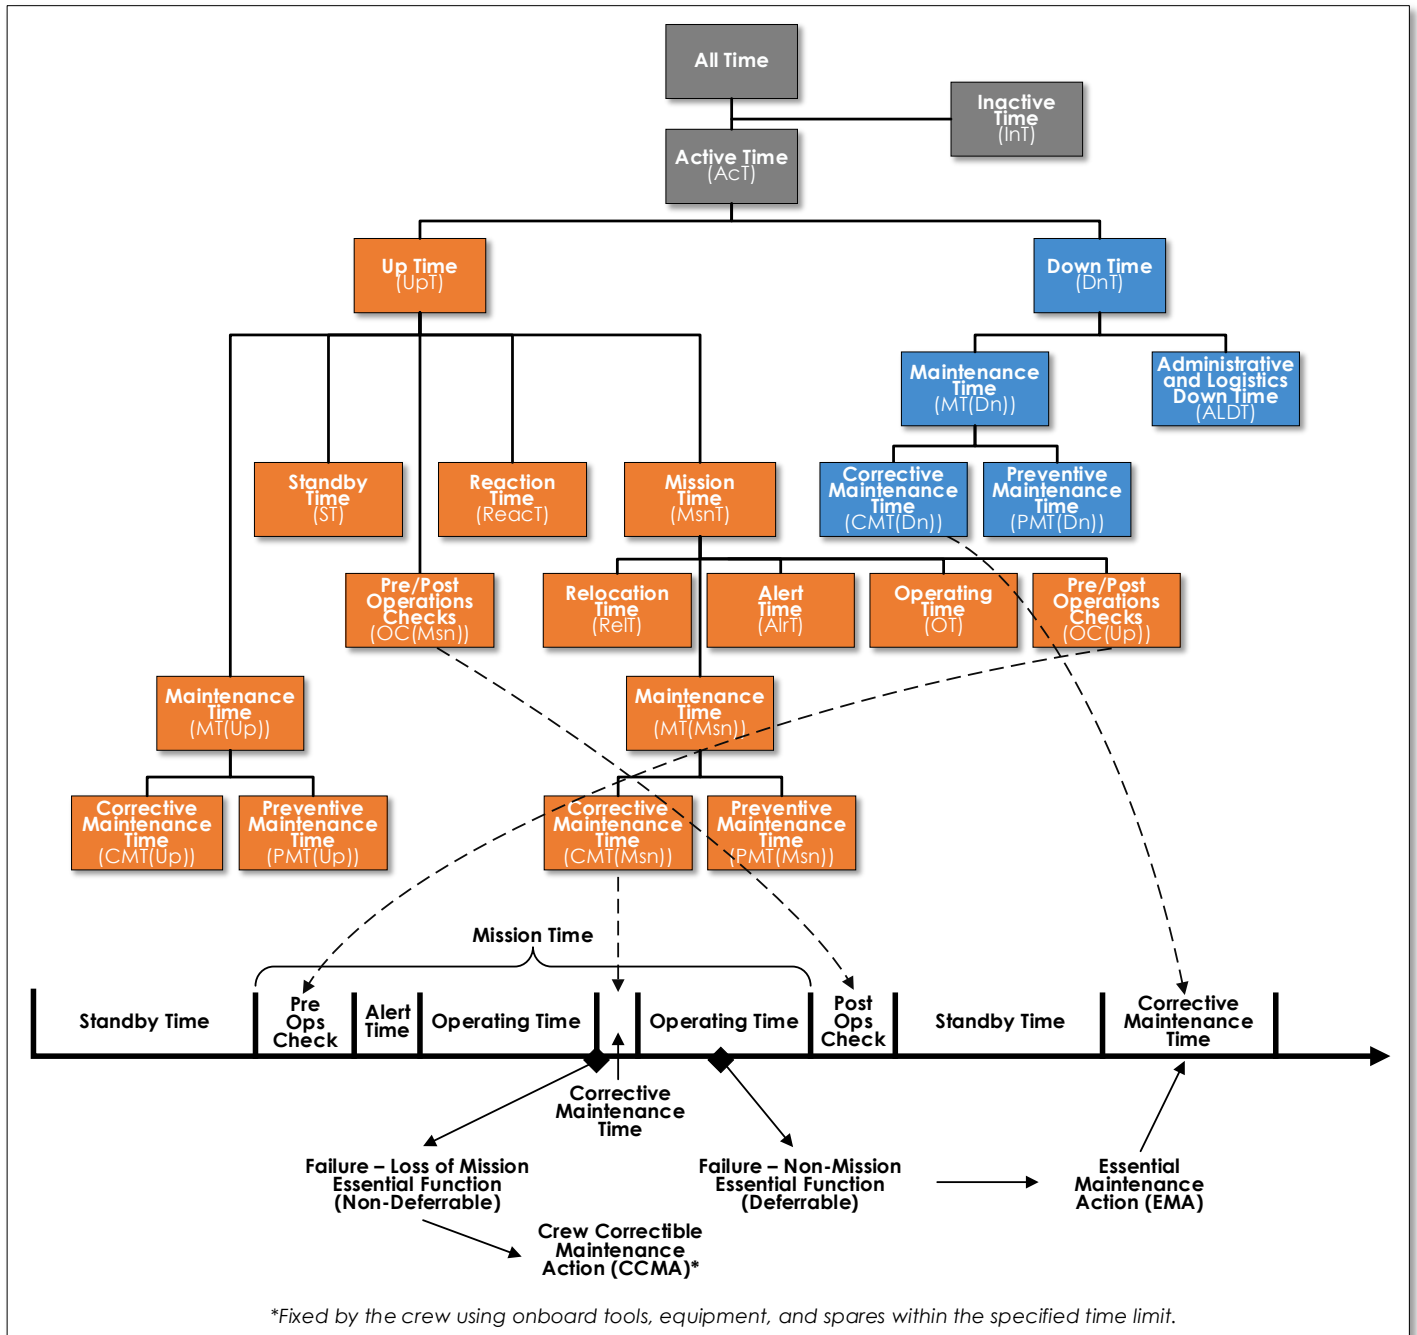 All Time
Inactive
Time
(InT)
Active Time
(AcT)
Up Time
(UpT)
Down Time
(DnT)
Maintenance
Time
(MT(Dn))
Administrative
and Logistics
Down Time
(ALDT)
Standby
Time
(ST)
Reaction
Time
(ReacT)
Mission
Time
(MsnT)
Corrective
Maintenance
Time
(CMT(Dn))
Preventive
Maintenance
Time
(PMT(Dn))
Pre/Post
Operations
Checks
(OC(Msn))
Relocation
Time
(RelT)
Alert
Time
(AlrT)
Operating
Time
(OT)
Pre/Post
Operations
Checks
(OC(Up))
Maintenance
Time
(MT(Up))
Maintenance
Time
(MT(Msn))
Corrective
Maintenance
Time
(CMT(Up))
Preventive
Maintenance
Time
(PMT(Up))
Corrective
Maintenance
Time
(CMT(Msn))
Preventive
Maintenance
Time
(PMT(Msn))
Mission Time
Standby Time
Pre
Ops
Check
Alert
Time
Operating Time
Operating Time
Post
Ops
Check
Standby Time
Corrective
Maintenance
Time
Corrective
Maintenance
Time
Failure – Loss of Mission
Essential Function
(Non-Deferrable)
Failure – Non-Mission
Essential Function
(Deferrable)
Essential
Maintenance
Action (EMA)
Crew Correctible
Maintenance
Action (CCMA)*
*Fixed by the crew using onboard tools, equipment, and spares within the specified time limit.